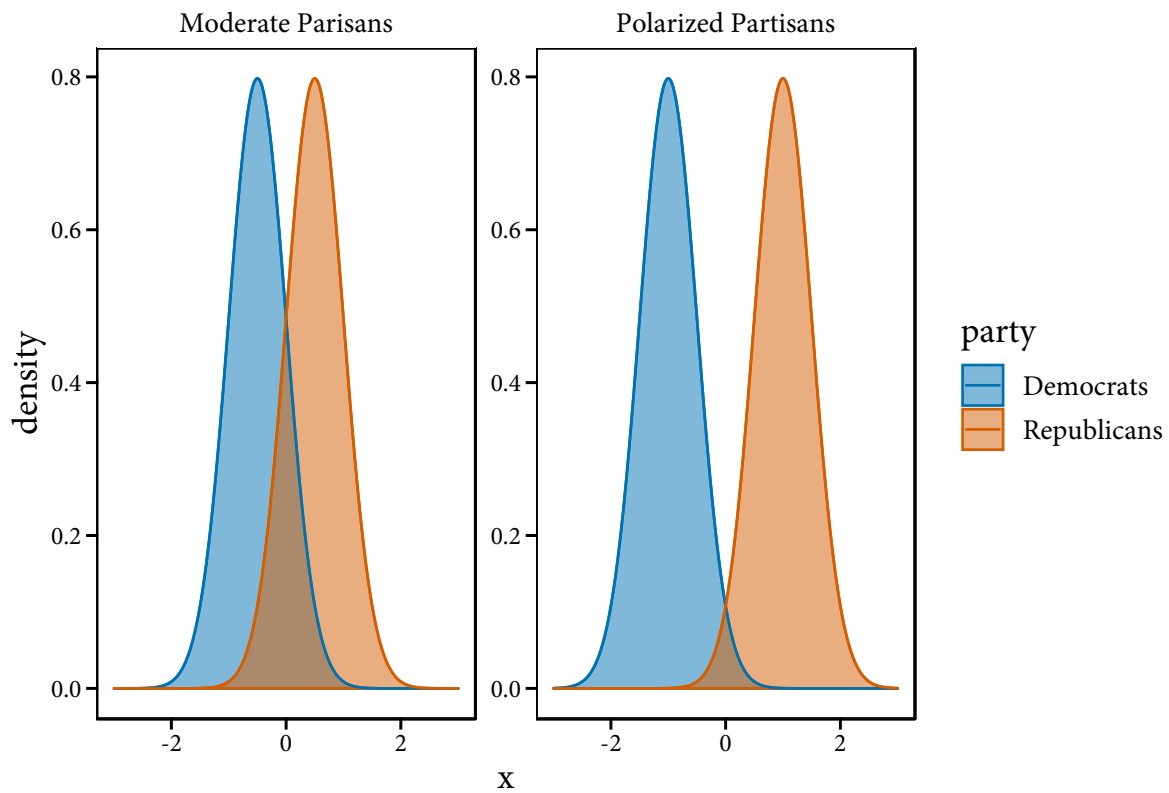 Moderate Parisans
Polarized Partisans
0.8
0.6
0.4
0.2
0.0
-2 0 2
0.8
0.6
0.4
0.2
0.0
-2 0 2
density
x
party
Democrats
Republicans